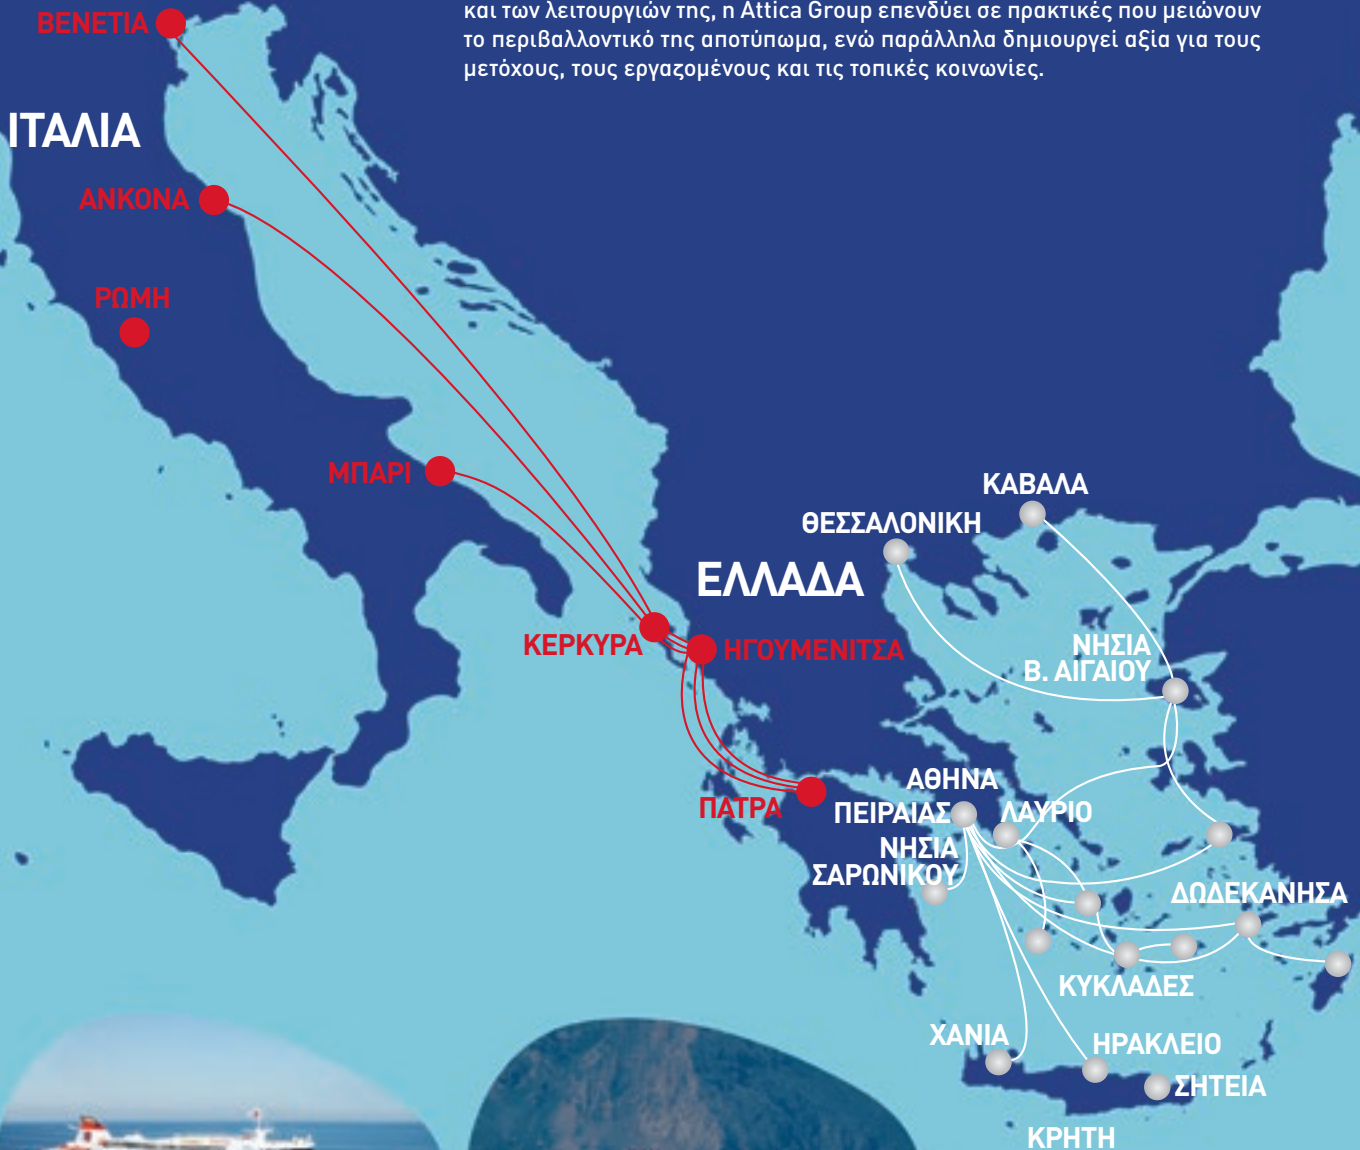 και των λειτουργιών της, η Attica Group επενδύει σε πρακτικές που μειώνουν
το περιβαλλοντικό της αποτύπωμα, ενώ παράλληλα δημιουργεί αξία για τους
μετόχους, τους εργαζομένους και τις τοπικές κοινωνίες.
ΒΕΝΕΤΙΑ
ΙΤΑΛΙΑ
ΑΝΚΟΝΑ
ΡΩΜΗ
ΜΠΑΡΙ
ΚΑΒΑΛΑ
ΘΕΣΣΑΛΟΝΙΚΗ
ΕΛΛΑΔΑ
ΚΕΡΚΥΡΑ
ΗΓΟΥΜΕΝΙΤΣΑ
ΝΗΣΙΑ
Β. ΑΙΓΑΙΟΥ
ΑΘΗΝΑ
ΠΑΤΡΑ
ΠΕΙΡΑΙΑΣ
ΛΑΥΡΙΟ
ΝΗΣΙΑ
ΣΑΡΩΝΙΚΟΥ
ΔΩΔΕΚΑΝΗΣΑ
ΚΥΚΛΑΔΕΣ
ΧΑΝΙΑ
ΗΡΑΚΛΕΙΟ
ΣΗΤΕΙΑ
ΚΡΗΤΗ